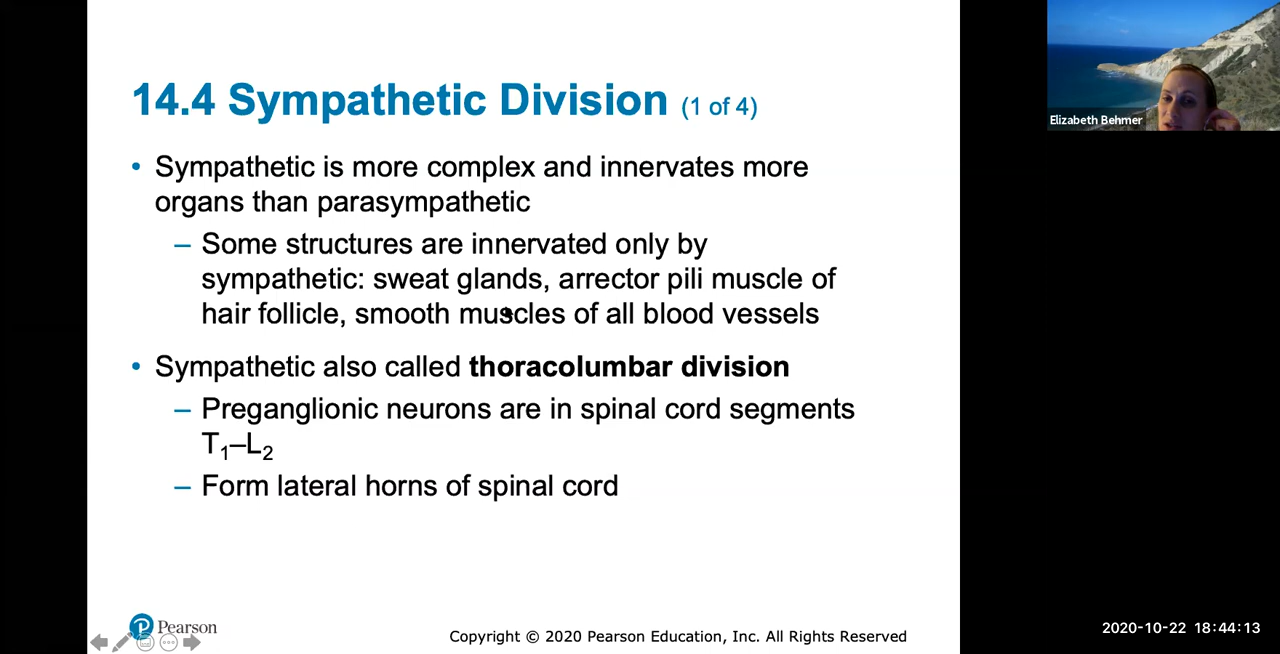 14.4 Sympathetic Division (1 of 4)
• Sympathetic is more complex and innervates more
organs than parasympathetic
– Some structures are innervated only by
sympathetic: sweat glands, arrector pili muscle of
hair follicle, smooth muscles of all blood vessels
• Sympathetic also called thoracolumbar division
– Preganglionic neurons are in spinal cord segments
T₁–L₂
– Form lateral horns of spinal cord
Pearson
Copyright © 2020 Pearson Education, Inc. All Rights Reserved
Elizabeth Behmer
2020-10-22 18:44:13